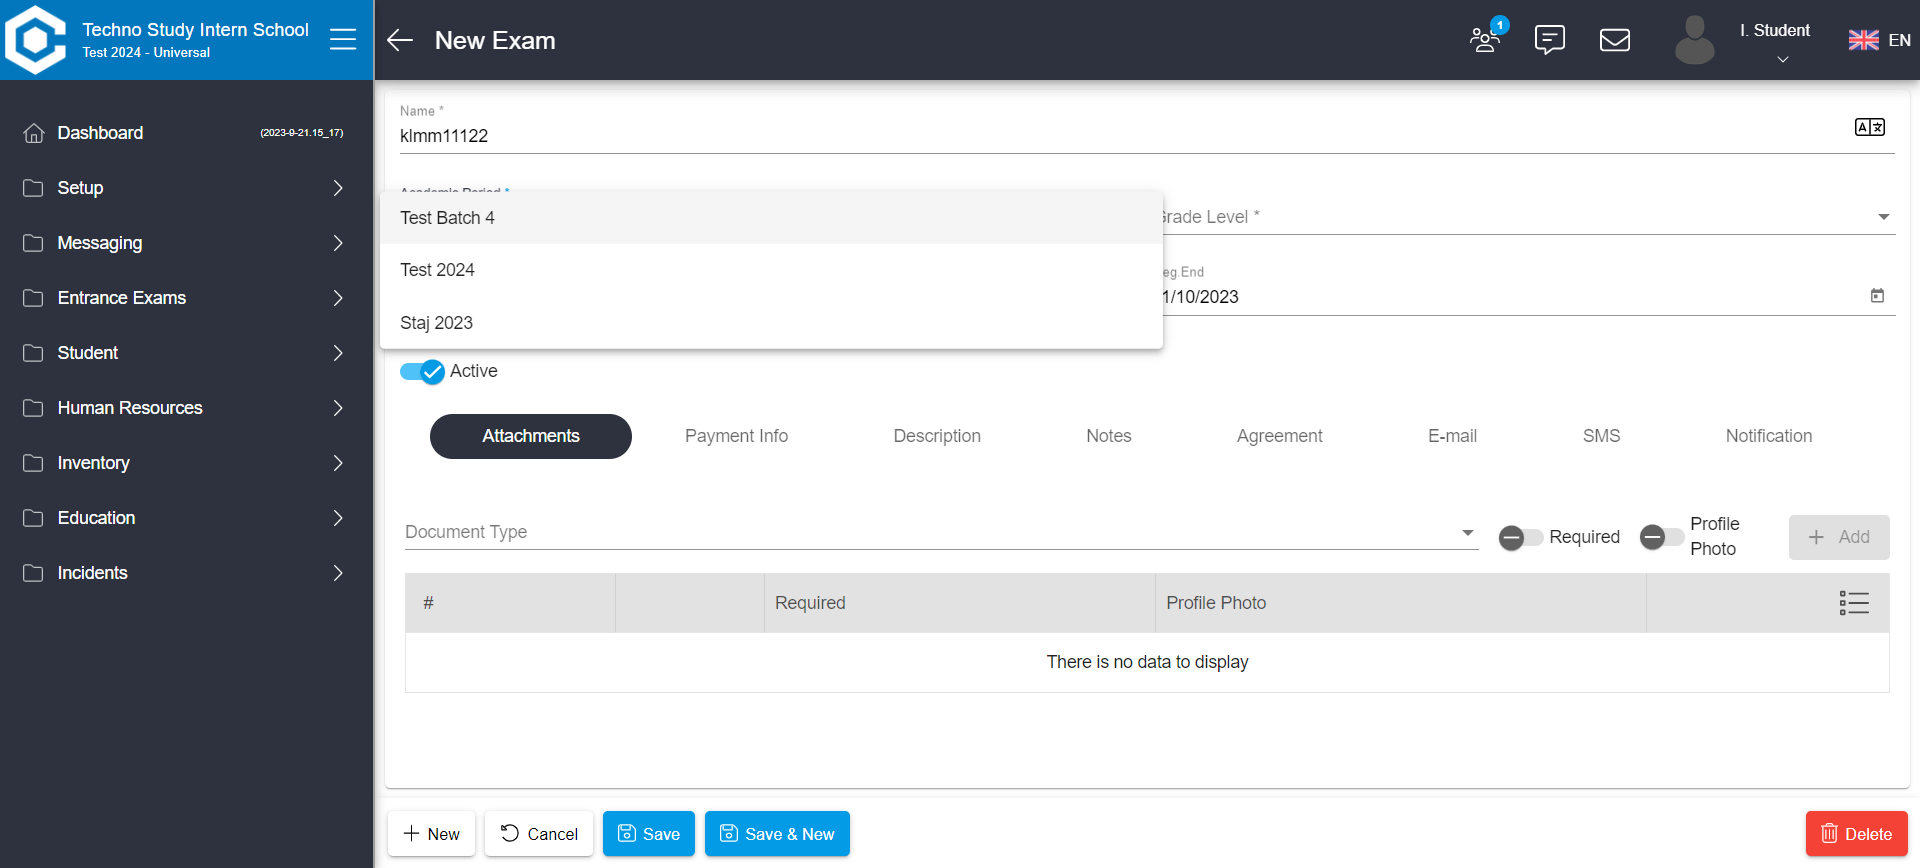 Techno Study Intern School
Test 2024 - Universal
New Exam
1
I. Student
EN
Dashboard (2023-9-21.15_17)
Setup
Messaging
Entrance Exams
Student
Human Resources
Inventory
Education
Incidents
Name *
klmm11122
Academic Period *
Test Batch 4
Test 2024
Staj 2023
Grade Level *
eg.End
1/10/2023
Active
Attachments Payment Info Description Notes Agreement E-mail SMS Notification
Document Type
Required
Profile Photo
+ Add
# Required Profile Photo
There is no data to display
New Cancel Save Save & New Delete